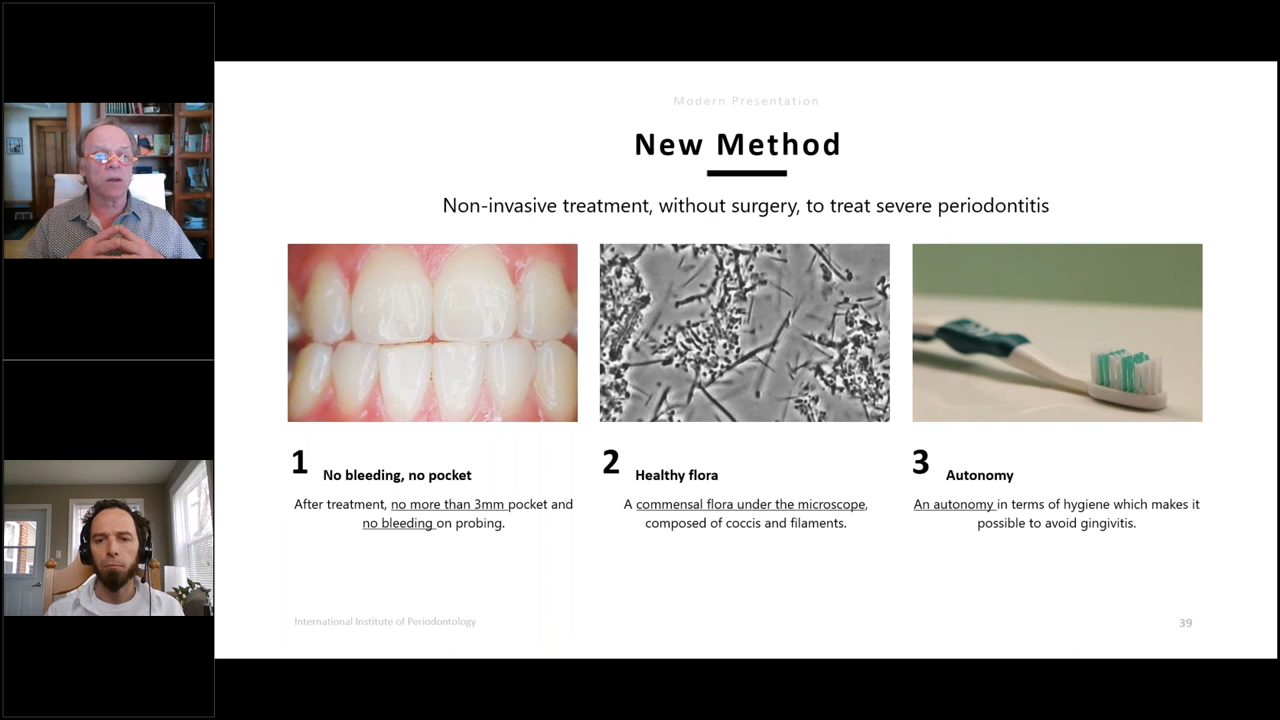 Modern Presentation
New Method
Non-invasive treatment, without surgery, to treat severe periodontitis
1 No bleeding, no pocket
After treatment, no more than 3mm pocket and
no bleeding on probing.
2 Healthy flora
A commensal flora under the microscope,
composed of coccis and filaments.
3 Autonomy
An autonomy in terms of hygiene which makes it
possible to avoid gingivitis.
International Institute of Periodontology
39